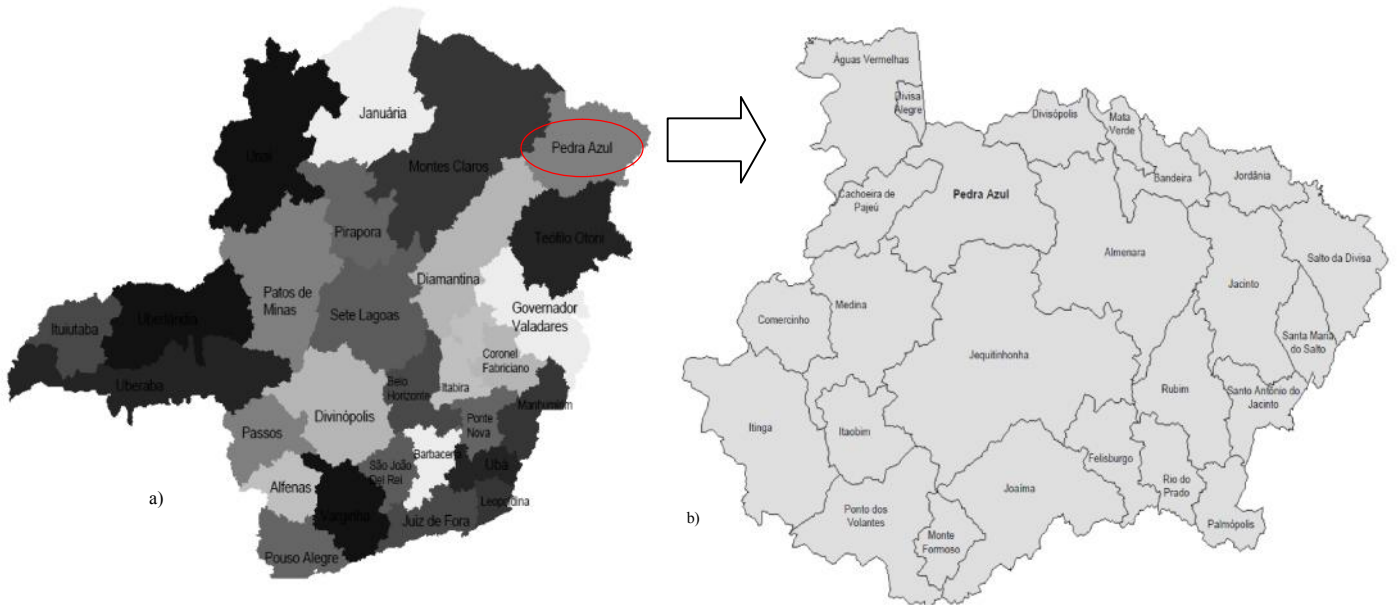 Januária
Pedra Azul
Unaí
Montes Claros
Pirapora
Teófilo Otoni
Diamantina
Patos de
Minas
Sete Lagoas
Governador
Valadares
Ituiutaba
Uberlândia
Coronel
Fabriciano
Uberaba
Belo
Horizonte
Itabira
Manhumirim
Divinópolis
Passos
Ponte
Nova
Barbacena
São João
Del Rei
Ubá
Alfenas
Varginha
Leopoldina
Juiz de Fora
Pouso Alegre
a)
Águas Vermelhas
Divisa
Alegre
Divisópolis
Mata
Verde
Bandeira
Jordânia
Cachoeira de
Pajeú
Pedra Azul
Almenara
Salto da Divisa
Jacinto
Medina
Comercinho
Santa Maria
do Salto
Jequitinhonha
Rubim
Santo Antônio do
Jacinto
Itinga
Itaobim
Felisburgo
Rio do
Prado
Joaíma
Ponto dos
Volantes
Monte
Formoso
Palmópolis
b)